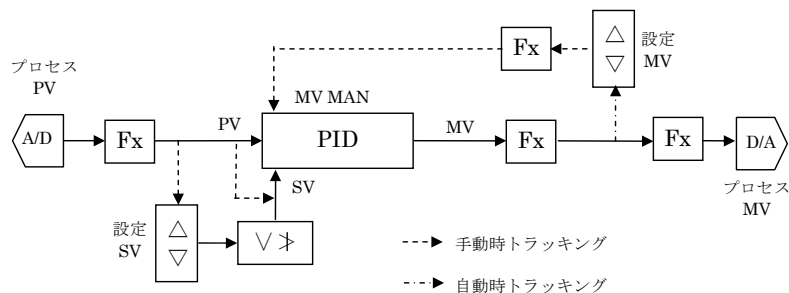 プロセス
PV
A/D
Fx
PV
MV MAN
PID
SV
設定
SV
△
▽
MV
Fx
Fx
△
▽
設定
MV
Fx
D/A
プロセス
MV
手動時トラッキング
自動時トラッキング